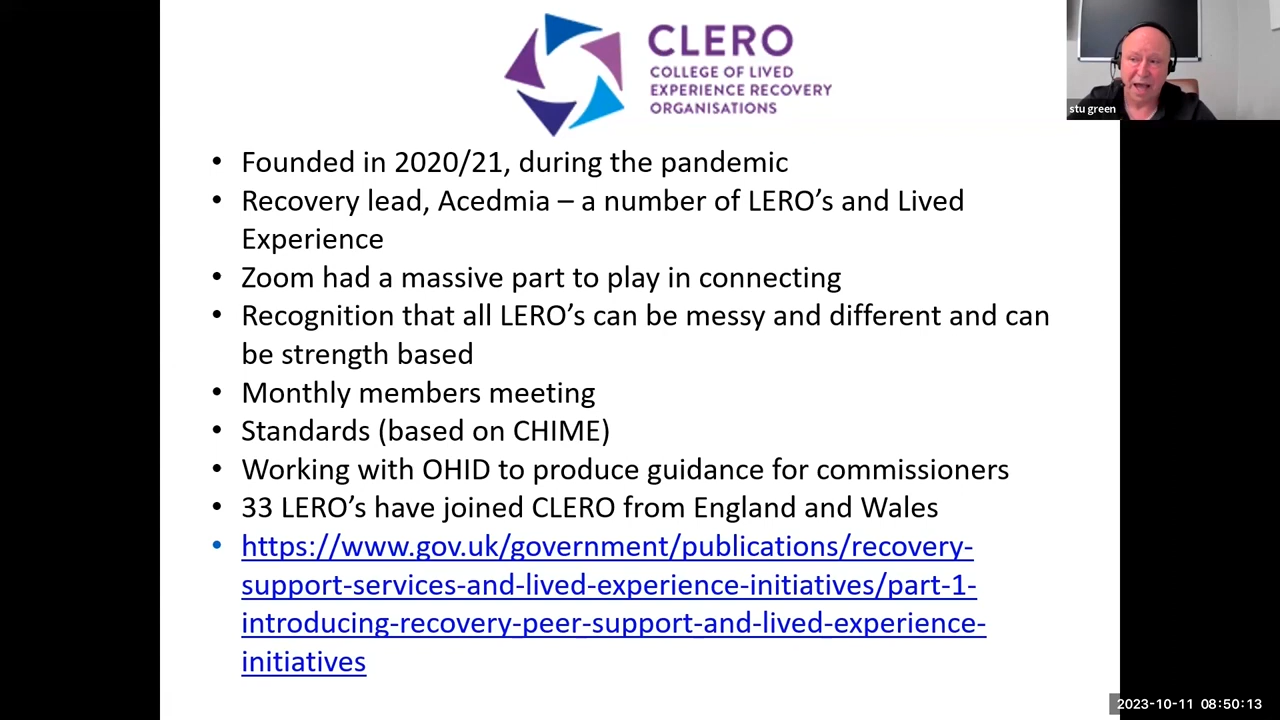 CLERO
COLLEGE OF LIVED
EXPERIENCE RECOVERY
ORGANISATIONS
stu green
• Founded in 2020/21, during the pandemic
• Recovery lead, Acedmia – a number of LERO’s and Lived
Experience
• Zoom had a massive part to play in connecting
• Recognition that all LERO’s can be messy and different and can
be strength based
• Monthly members meeting
• Standards (based on CHIME)
• Working with OHID to produce guidance for commissioners
• 33 LERO’s have joined CLERO from England and Wales
• https://www.gov.uk/government/publications/recovery-
support-services-and-lived-experience-initiatives/part-1-
introducing-recovery-peer-support-and-lived-experience-
initiatives
2023-10-11 08:50:13